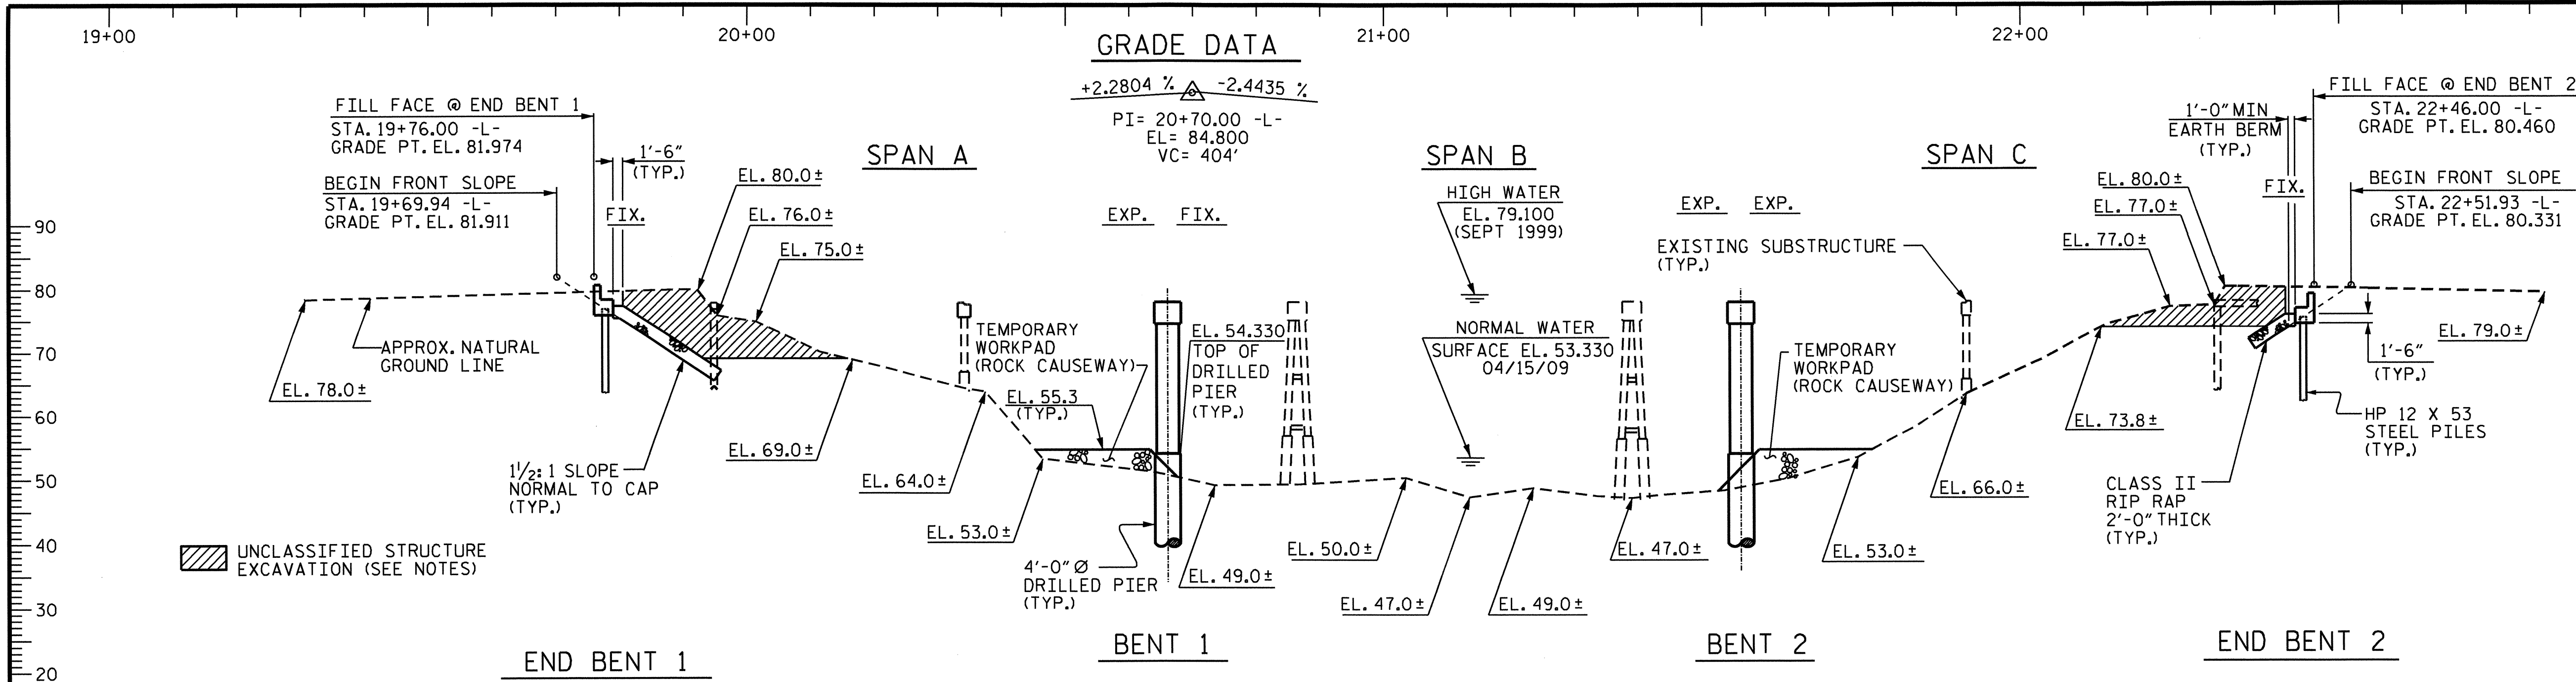 19+00
20+00
21+00
22+00
GRADE DATA
+2.2804 %
-2.4435 %
PI= 20+70.00 -L-
EL= 84.800
VC= 404'
FILL FACE @ END BENT 1
STA. 19+76.00 -L-
GRADE PT. EL. 81.974
1'-6"
(TYP.)
BEGIN FRONT SLOPE
STA. 19+69.94 -L-
GRADE PT. EL. 81.911
FIX.
EL. 80.0±
EL. 76.0±
EL. 75.0±
SPAN A
EXP.
FIX.
SPAN B
HIGH WATER
EL. 79.100
(SEPT 1999)
EXP.
EXP.
EXISTING SUBSTRUCTURE
(TYP.)
SPAN C
1'-0" MIN
EARTH BERM
(TYP.)
FILL FACE @ END BENT 2
STA. 22+46.00 -L-
GRADE PT. EL. 80.460
EL. 80.0±
EL. 77.0±
EL. 77.0±
FIX.
BEGIN FRONT SLOPE
STA. 22+51.93 -L-
GRADE PT. EL. 80.331
90
80
70
60
50
40
30
20
APPROX. NATURAL
GROUND LINE
EL. 78.0±
1½:1 SLOPE
NORMAL TO CAP
(TYP.)
EL. 69.0±
EL. 64.0±
TEMPORARY
WORKPAD
(ROCK CAUSEWAY)
EL. 55.3
(TYP.)
EL. 54.330
TOP OF
DRILLED
PIER
(TYP.)
NORMAL WATER
SURFACE EL. 53.330
04/15/09
TEMPORARY
WORKPAD
(ROCK CAUSEWAY)
EL. 79.0±
1'-6"
(TYP.)
EL. 73.8±
HP 12 X 53
STEEL PILES
(TYP.)
CLASS II
RIP RAP
2'-0" THICK
(TYP.)
EL. 53.0±
4'-0" Ø
DRILLED PIER
(TYP.)
EL. 49.0±
EL. 50.0±
EL. 47.0±
EL. 49.0±
EL. 47.0±
EL. 53.0±
EL. 66.0±
UNCLASSIFIED STRUCTURE
EXCAVATION (SEE NOTES)
END BENT 1
BENT 1
BENT 2
END BENT 2